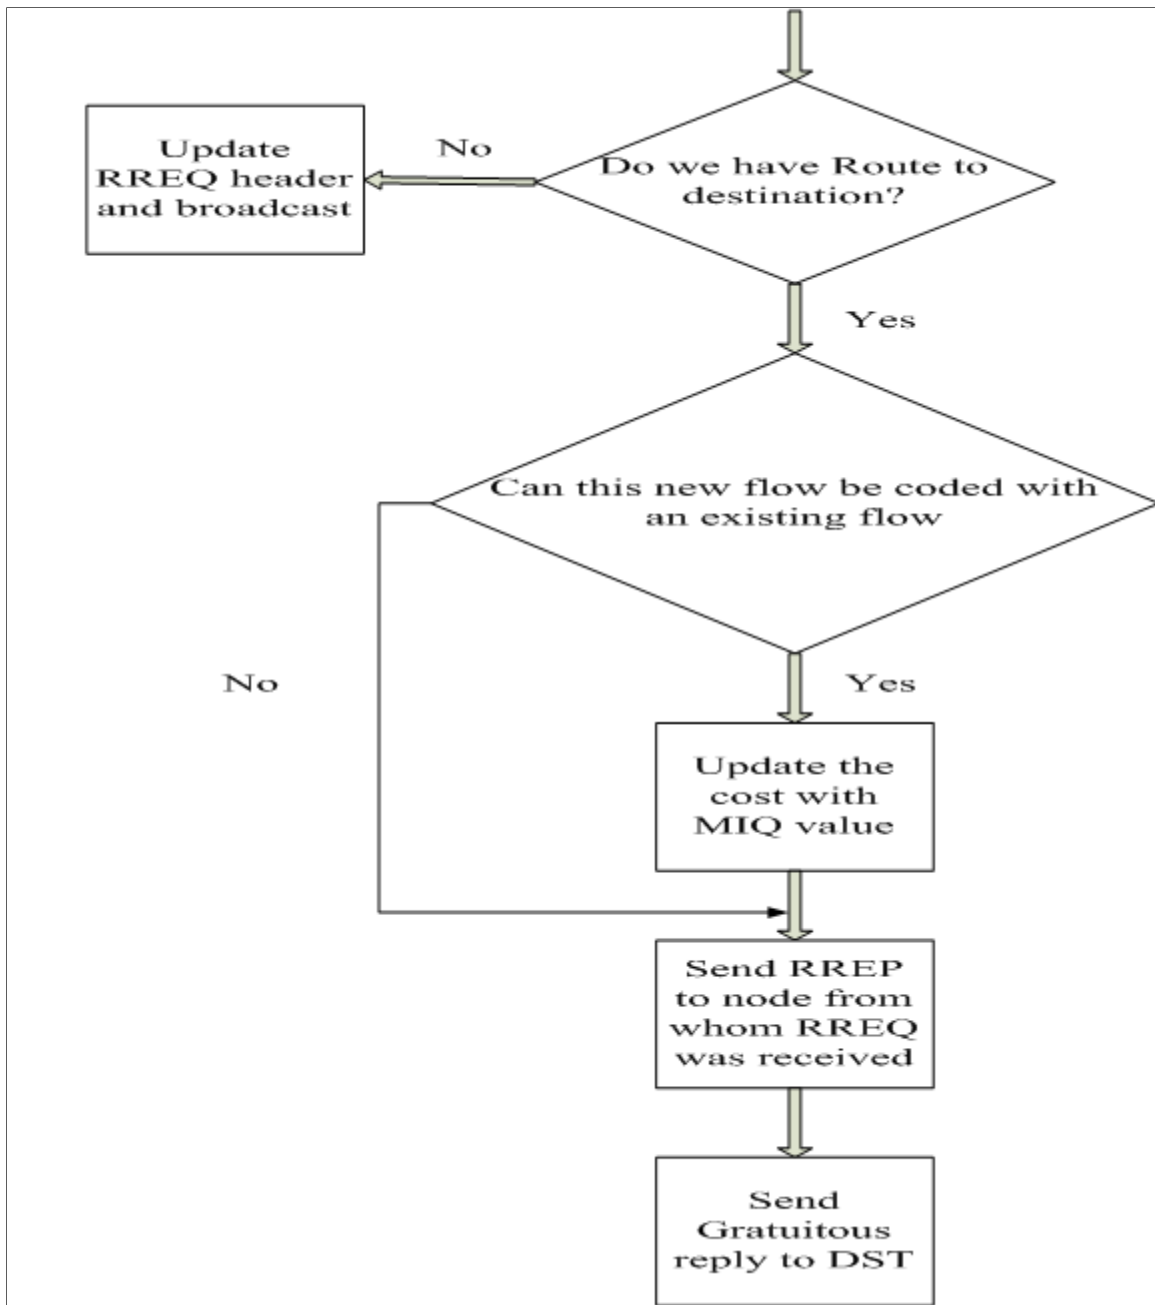 Do we have Route to
destination?
No
Update
RREQ header
and broadcast
Yes
Can this new flow be coded with
an existing flow
No
Yes
Update the
cost with
MIQ value
Send RREP
to node from
whom RREQ
was received
Send
Gratuitous
reply to DST